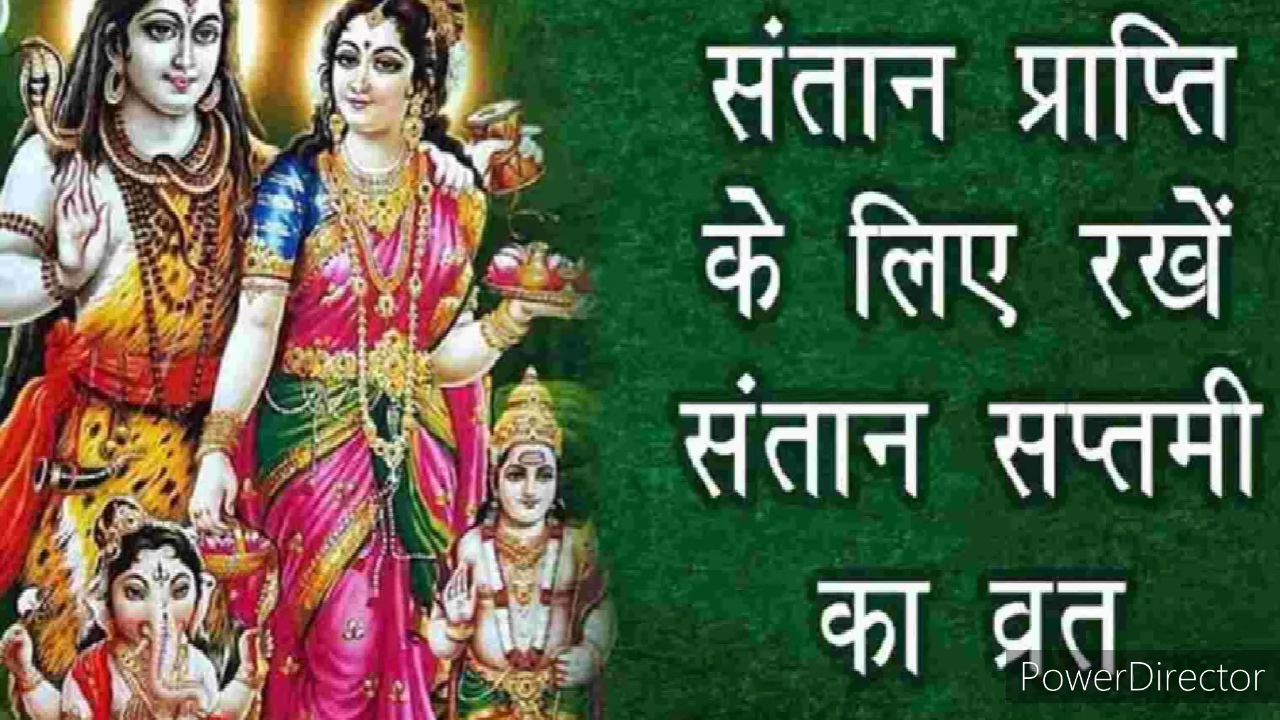 संतान प्राप्ति
के लिए रखें
संतान सप्तमी
का व्रत
PowerDirector